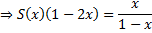 ⇒ S(x)(1 − 2x) = x/(1 − x)